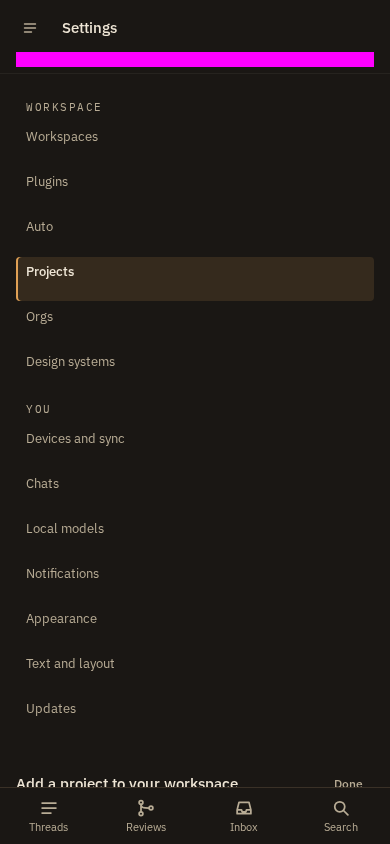 Settings
WORKSPACE
Workspaces
Plugins
Auto
Projects
Orgs
Design systems
YOU
Devices and sync
Chats
Local models
Notifications
Appearance
Text and layout
Updates
Add a project to your workspace Done
Threads Reviews Inbox Search